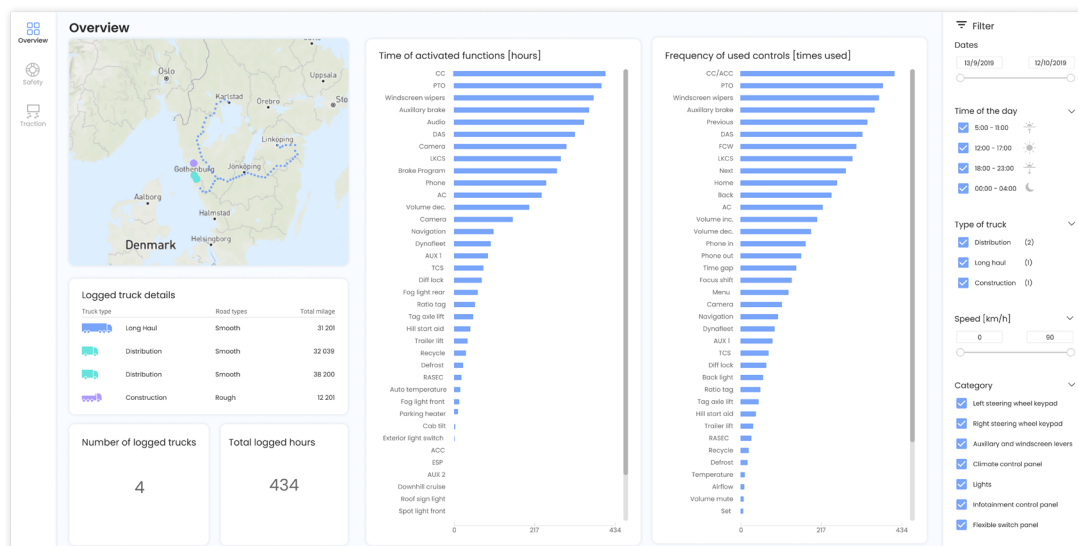 Overview
Safety
Traction
Overview
Oslo
Uppsala
Karlstad
Örebro
Sto
Linköping
Gothenburg
Jönköping
Aalborg
Halmstad
Denmark
Helsingborg
Logged truck details
Truck type Road types Total milage
Long Haul Smooth 31 201
Distribution Smooth 32 039
Distribution Smooth 38 200
Construction Rough 12 201
Number of logged trucks
4
Total logged hours
434
Time of activated functions [hours]
CC
PTO
Windscreen wipers
Auxillary brake
Audio
DAS
Camera
LKCS
Brake Program
Phone
AC
Volume dec.
Camera
Navigation
Dynafleet
AUX 1
TCS
Diff lock
Fog light rear
Ratio tag
Tag axle lift
Hill start aid
Trailer lift
Recycle
Defrost
RASEC
Auto temperature
Fog light front
Parking heater
Cab tilt
Exterior light switch
ACC
ESP
AUX 2
Downhill cruise
Roof sign light
Spot light front
0 217 434
Frequency of used controls [times used]
CC/ACC
PTO
Windscreen wipers
Auxillary brake
Previous
DAS
FCW
LKCS
Next
Home
Back
AC
Volume inc.
Volume dec.
Phone in
Phone out
Time gap
Focus shift
Menu
Camera
Navigation
Dynafleet
AUX 1
TCS
Diff lock
Back light
Ratio tag
Tag axle lift
Hill start aid
Trailer lift
RASEC
Recycle
Defrost
Temperature
Airflow
Volume mute
Set
0 217 434
Filter
Dates
13/9/2019 12/10/2019
Time of the day
5:00 - 11:00
12:00 - 17:00
18:00 - 23:00
00:00 - 04:00
Type of truck
Distribution (2)
Long haul (1)
Construction (1)
Speed [km/h]
0 90
Category
Left steering wheel keypad
Right steering wheel keypad
Auxillary and windscreen levers
Climate control panel
Lights
Infotainment control panel
Flexible switch panel